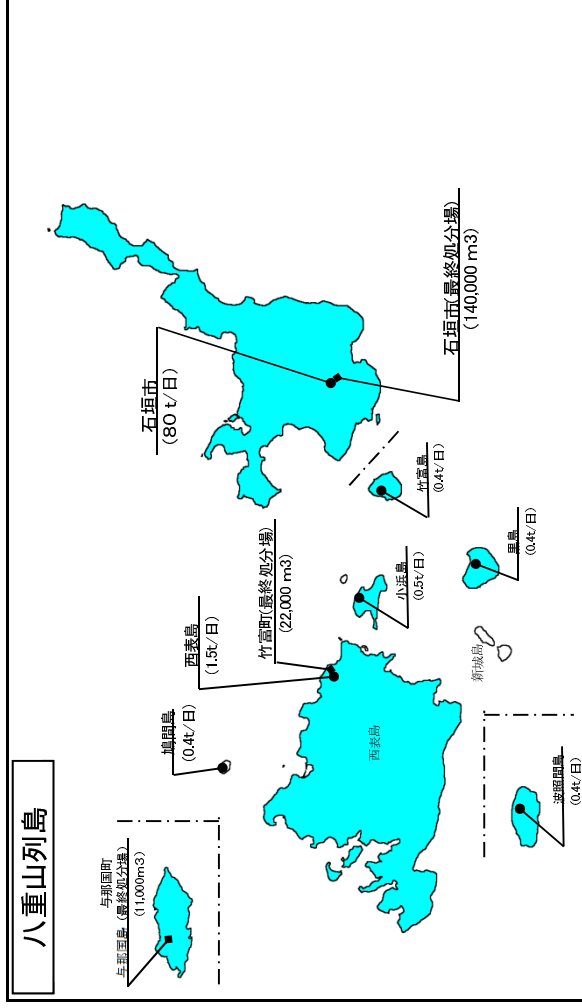 八重山列島
与那国町
与那国島（最終処分場）
(11,000m3)
鳩間島
(0.4t/日)
西表島
(1.5t/日)
竹富町(最終処分場)
(22,000 m3)
石垣市
(80 t/日)
石垣市(最終処分場)
(140,000 m3)
竹富島
(0.4t/日)
小浜島
(0.5t/日)
黒島
(0.4t/日)
新城島
西表島
波照間島
(0.4t/日)